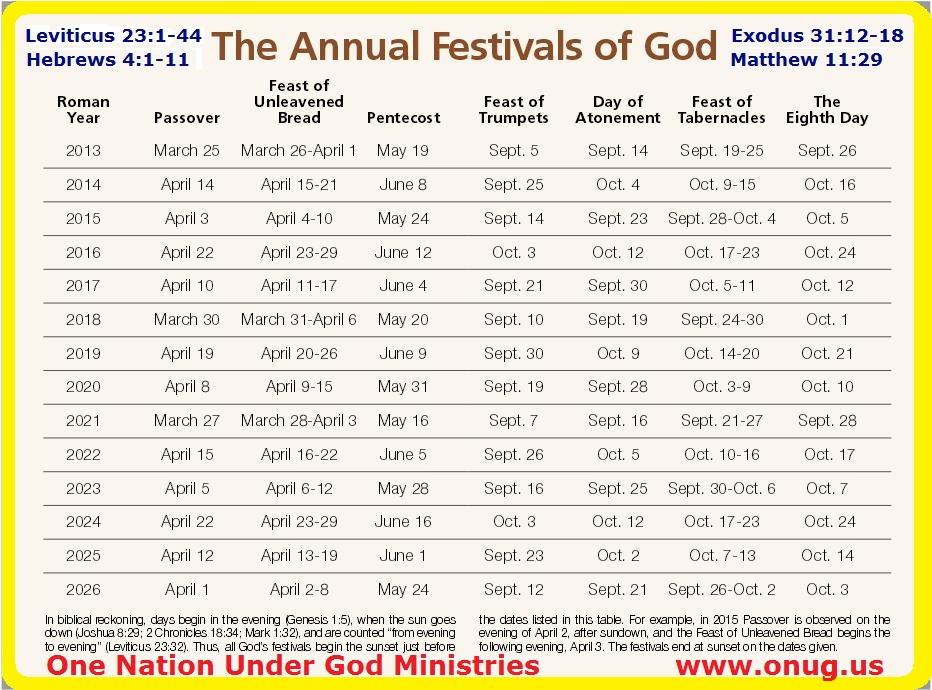 Leviticus 23:1-44 The Annual Festivals of God Exodus 31:12-18
Hebrews 4:1-11 Matthew 11:29
Roman Year Passover Feast of Unleavened Bread Pentecost Feast of Trumpets Day of Atonement Feast of Tabernacles The Eighth Day
2013 March 25 March 26-April 1 May 19 Sept. 5 Sept. 14 Sept. 19-25 Sept. 26
2014 April 14 April 15-21 June 8 Sept. 25 Oct. 4 Oct. 9-15 Oct. 16
2015 April 3 April 4-10 May 24 Sept. 14 Sept. 23 Sept. 28-Oct. 4 Oct. 5
2016 April 22 April 23-29 June 12 Oct. 3 Oct. 12 Oct. 17-23 Oct. 24
2017 April 10 April 11-17 June 4 Sept. 21 Sept. 30 Oct. 5-11 Oct. 12
2018 March 30 March 31-April 6 May 20 Sept. 10 Sept. 19 Sept. 24-30 Oct. 1
2019 April 19 April 20-26 June 9 Sept. 30 Oct. 9 Oct. 14-20 Oct. 21
2020 April 8 April 9-15 May 31 Sept. 19 Sept. 28 Oct. 3-9 Oct. 10
2021 March 27 March 28-April 3 May 16 Sept. 7 Sept. 16 Sept. 21-27 Sept. 28
2022 April 15 April 16-22 June 5 Sept. 26 Oct. 5 Oct. 10-16 Oct. 17
2023 April 5 April 6-12 May 28 Sept. 16 Sept. 25 Sept. 30-Oct. 6 Oct. 7
2024 April 22 April 23-29 June 16 Oct. 3 Oct. 12 Oct. 17-23 Oct. 24
2025 April 12 April 13-19 June 1 Sept. 23 Oct. 2 Oct. 7-13 Oct. 14
2026 April 1 April 2-8 May 24 Sept. 12 Sept. 21 Sept. 26-Oct. 2 Oct. 3
In biblical reckoning, days begin in the evening (Genesis 1:5), when the sun goes
down (Joshua 8:29; 2 Chronicles 18:34; Mark 1:32), and are counted “from evening
to evening” (Leviticus 23:32). Thus, all God’s festivals begin the sunset just before
the dates listed in this table. For example, in 2015 Passover is observed on the
evening of April 2, after sundown, and the Feast of Unleavened Bread begins the
following evening, April 3. The festivals end at sunset on the dates given.
One Nation Under God Ministries www.onug.us